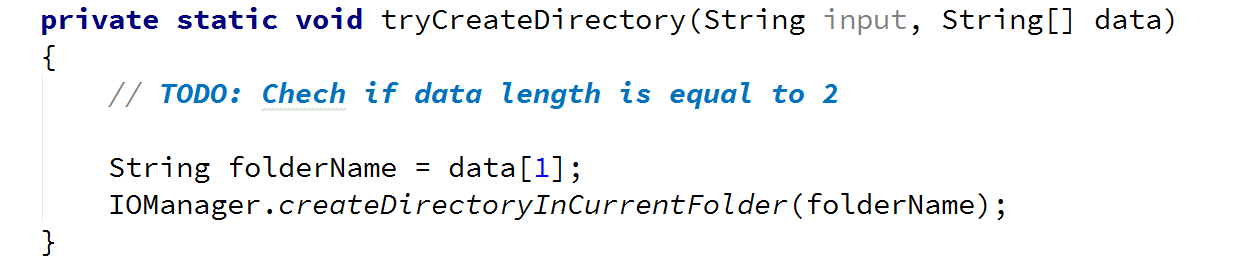 private static void tryCreateDirectory(String input, String[] data)
{
// TODO: Chech if data length is equal to 2
String folderName = data[1];
IOManager.createDirectoryInCurrentFolder(folderName);
}